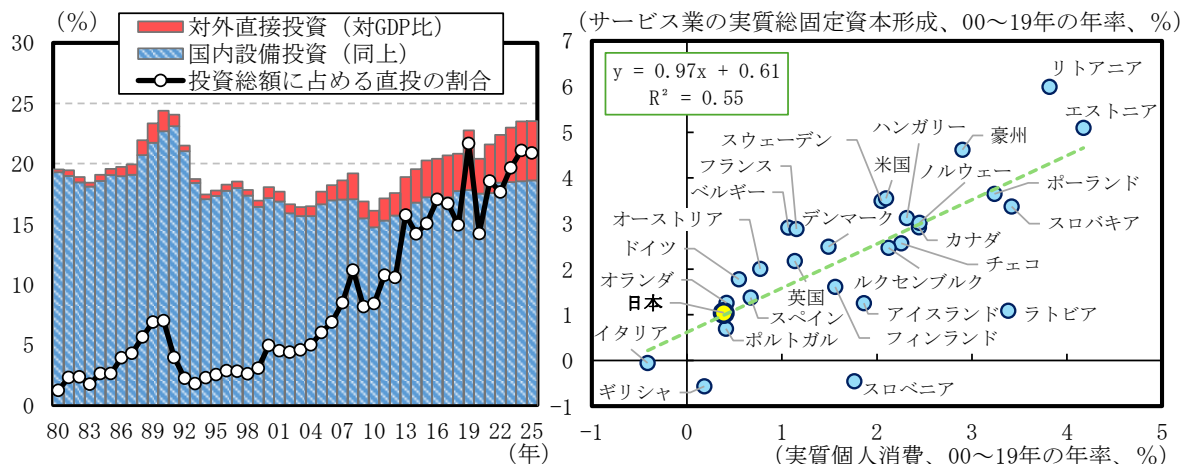 (%)
対外直接投資（対GDP比）
国内設備投資（同上）
投資総額に占める直投の割合
30
25
20
15
10
5
0
80 83 86 89 92 95 98 01 04 07 10 13 16 19 22 25
(年)
(サービス業の実質総固定資本形成、00～19年の年率、%)
y = 0.97x + 0.61
R² = 0.55
7
6
5
4
3
2
1
0
-1
リトアニア
エストニア
ハンガリー
豪州
スウェーデン
米国
ノルウェー
フランス
ポーランド
ベルギー
オーストリア
デンマーク
スロバキア
カナダ
ドイツ
チェコ
オランダ
ルクセンブルク
日本
英国
スペイン
アイスランド
ラトビア
イタリア
ポルトガル
フィンランド
ギリシャ
スロベニア
-1 0 1 2 3 4 5
(実質個人消費、00～19年の年率、%)